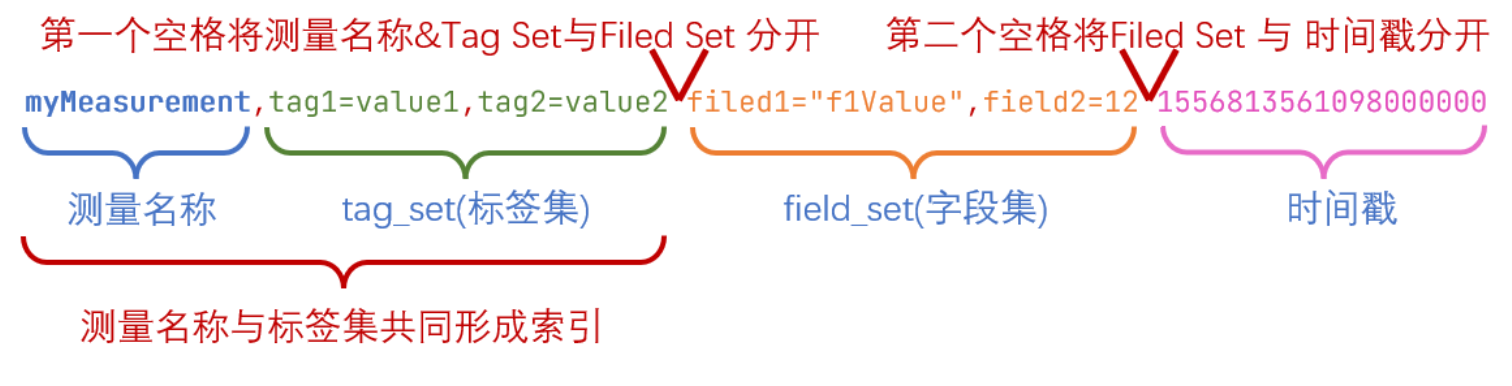 第一个空格将测量名称&Tag Set与Filed Set 分开 第二个空格将Filed Set 与 时间戳分开
myMeasurement,tag1=value1,tag2=value2 filed1="f1Value",field2=12 1556813561098000000
测量名称 tag_set(标签集) field_set(字段集) 时间戳
测量名称与标签集共同形成索引